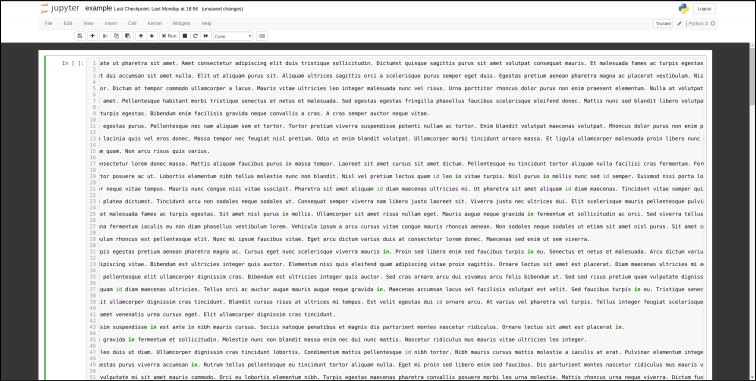 jupyter example Last Checkpoint: Last Monday at 18:56 (unsaved changes) Logout
File Edit View Insert Cell Kernel Widgets Help Trusted Python 3
Run Code
In [ ]:
1 ate ut pharetra sit amet. Amet consectetur adipiscing elit duis tristique sollicitudin. Dictumst quisque sagittis purus sit amet volutpat consequat mauris. Et malesuada fames ac turpis egestas
3 t dui accumsan sit amet nulla. Elit ut aliquam purus sit. Aliquam ultrices sagittis orci a scelerisque purus semper eget duis. Egestas pretium aenean pharetra magna ac placerat vestibulum. Nis
5 or. Dictum at tempor commodo ullamcorper a lacus. Mauris vitae ultricies leo integer malesuada nunc vel risus. Urna porttitor rhoncus dolor purus non enim praesent elementum. Nulla at volutpat
7 amet. Pellentesque habitant morbi tristique senectus et netus et malesuada. Sed egestas egestas fringilla phasellus faucibus scelerisque eleifend donec. Mattis nunc sed blandit libero volutpa
9 turpis egestas. Bibendum enim facilisis gravida neque convallis a cras. A cras semper auctor neque vitae.
11 egestas purus. Pellentesque nec nam aliquam sem et tortor. Tortor pretium viverra suspendisse potenti nullam ac tortor. Enim blandit volutpat maecenas volutpat. Rhoncus dolor purus non enim p
13 lacinia quis vel eros donec. Massa tempor nec feugiat nisl pretium. Odio ut enim blandit volutpat. Ullamcorper morbi tincidunt ornare massa. Et ligula ullamcorper malesuada proin libero nunc
15 m quam. Non arcu risus quis varius.
17 nsectetur lorem donec massa. Mattis aliquam faucibus purus in massa tempor. Laoreet sit amet cursus sit amet dictum. Pellentesque eu tincidunt tortor aliquam nulla facilisi cras fermentum. Fer
19 tor posuere ac ut. Lobortis elementum nibh tellus molestie nunc non blandit. Nisl vel pretium lectus quam id leo in vitae turpis. Nisl purus in mollis nunc sed id semper. Euismod nisi porta lo
21 r neque vitae tempus. Mauris nunc congue nisi vitae suscipit. Pharetra sit amet aliquam id diam maecenas ultricies mi. Ut pharetra sit amet aliquam id diam maecenas. Tincidunt vitae semper qui
23 platea dictumst. Tincidunt arcu non sodales neque sodales ut. Consequat semper viverra nam libero justo laoreet sit. Viverra justo nec ultrices dui. Elit scelerisque mauris pellentesque pulvi
25 et malesuada fames ac turpis egestas. Sit amet nisl purus in mollis. Ullamcorper sit amet risus nullam eget. Mauris augue neque gravida in fermentum et sollicitudin ac orci. Sed viverra tellus
27 na fermentum iaculis eu non diam phasellus vestibulum lorem. Vehicula ipsum a arcu cursus vitae congue mauris rhoncus aenean. Non sodales neque sodales ut etiam sit amet nisl purus. Sit amet c
29 ulum rhoncus est pellentesque elit. Nunc mi ipsum faucibus vitae. Eget arcu dictum varius duis at consectetur lorem donec. Maecenas sed enim ut sem viverra.
31 pis egestas pretium aenean pharetra magna ac. Cursus eget nunc scelerisque viverra mauris in. Proin sed libero enim sed faucibus turpis in eu. Senectus et netus et malesuada. Arcu dictum variu
33 ipiscing vitae. Bibendum est ultricies integer quis auctor. Elementum nisi quis eleifend quam adipiscing vitae proin sagittis. Ornare lectus sit amet est placerat. Diam maecenas ultricies mi e
35 pellentesque elit ullamcorper dignissim cras. Bibendum est ultricies integer quis auctor. Sed cras ornare arcu dui vivamus arcu felis bibendum ut. Sed sed risus pretium quam vulputate digniss
37 quam id diam maecenas ultricies. Tellus orci ac auctor augue mauris augue neque gravida in. Maecenas accumsan lacus vel facilisis volutpat est velit. Sed faucibus turpis in eu. Tristique senec
39 it ullamcorper dignissim cras tincidunt. Blandit cursus risus at ultrices mi tempus. Est velit egestas dui id ornare arcu. At varius vel pharetra vel turpis. Tellus integer feugiat scelerisque
41 amet venenatis urna cursus eget. Elit ullamcorper dignissim cras tincidunt.
43 sim suspendisse in est ante in nibh mauris cursus. Sociis natoque penatibus et magnis dis parturient montes nascetur ridiculus. Ornare lectus sit amet est placerat in.
45 gravida in fermentum et sollicitudin. Molestie nunc non blandit massa enim nec dui nunc mattis. Nascetur ridiculus mus mauris vitae ultricies leo integer.
47 leo duis ut diam. Ullamcorper dignissim cras tincidunt lobortis. Condimentum mattis pellentesque id nibh tortor. Nibh mauris cursus mattis molestie a iaculis at erat. Pulvinar elementum intege
49 estas purus viverra accumsan in. Rutrum tellus pellentesque eu tincidunt tortor aliquam nulla. Eget mi proin sed libero enim sed faucibus. Dis parturient montes nascetur ridiculus mus mauris v
51 vulputate mi sit amet mauris commodo. Orci eu lobortis elementum nibh tellus. Massa tempor pharetra convallis posuere morbi leo urna molestie. Mattis rhoncus urna neque viverra. Dictum fus